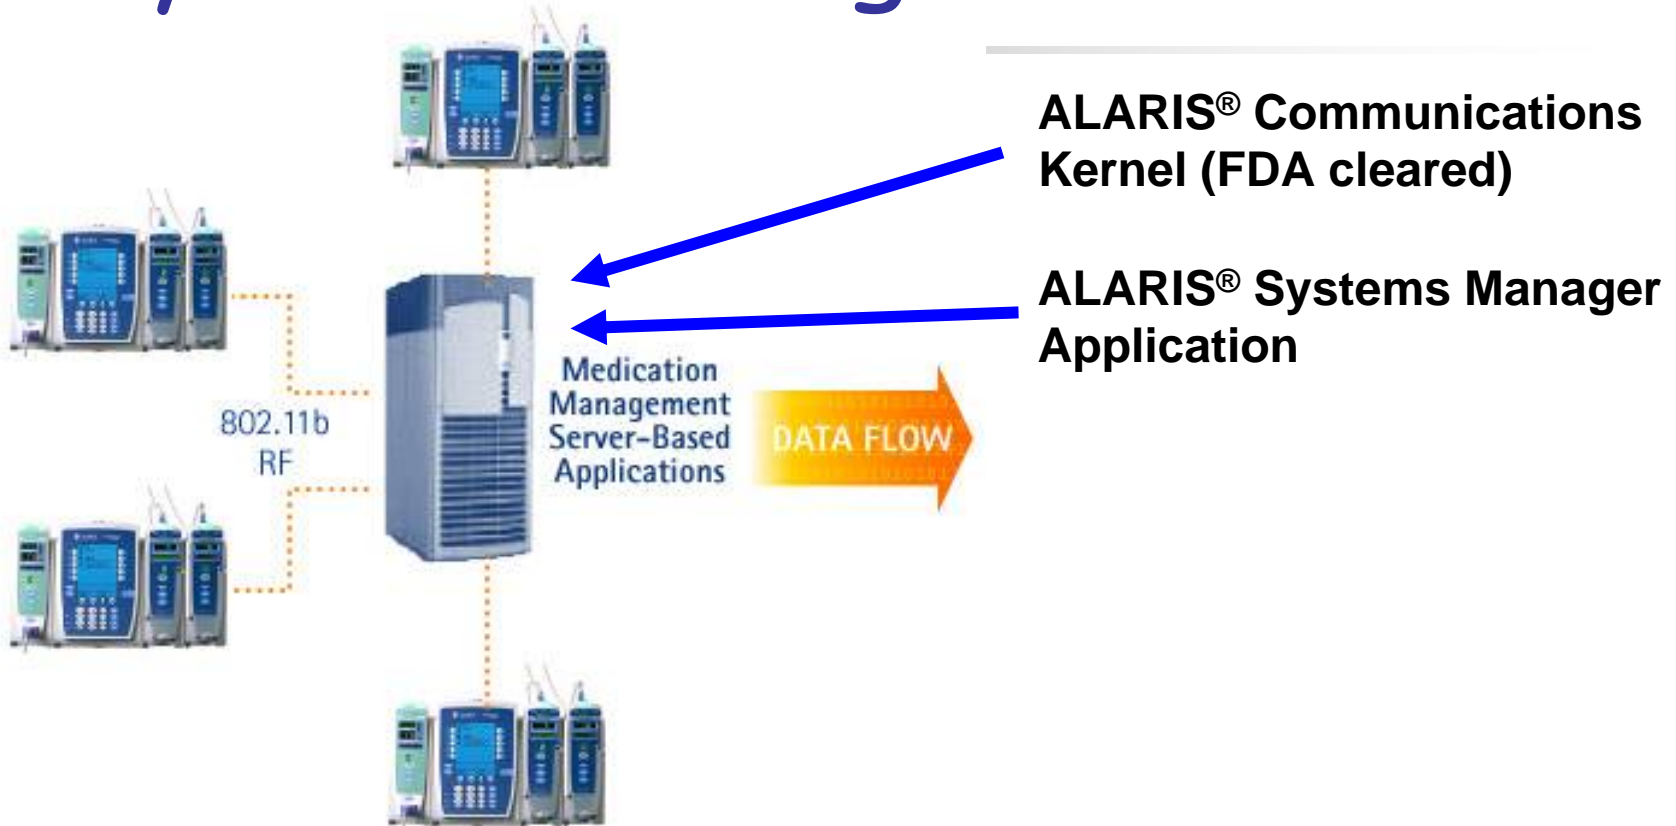 ALARIS® Communications
Kernel (FDA cleared)
ALARIS® Systems Manager
Application
802.11b
RF
Medication
Management
Server-Based
Applications
DATA FLOW